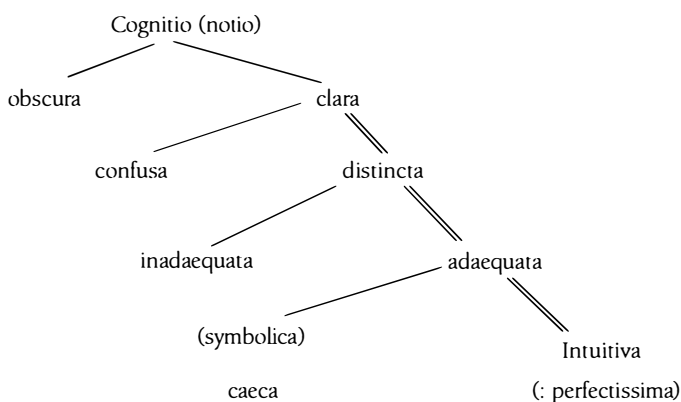 Cognitio (notio)
obscura clara
confusa distincta
inadaequata adaequata
(symbolica)
Intuitiva
caeca (: perfectissima)